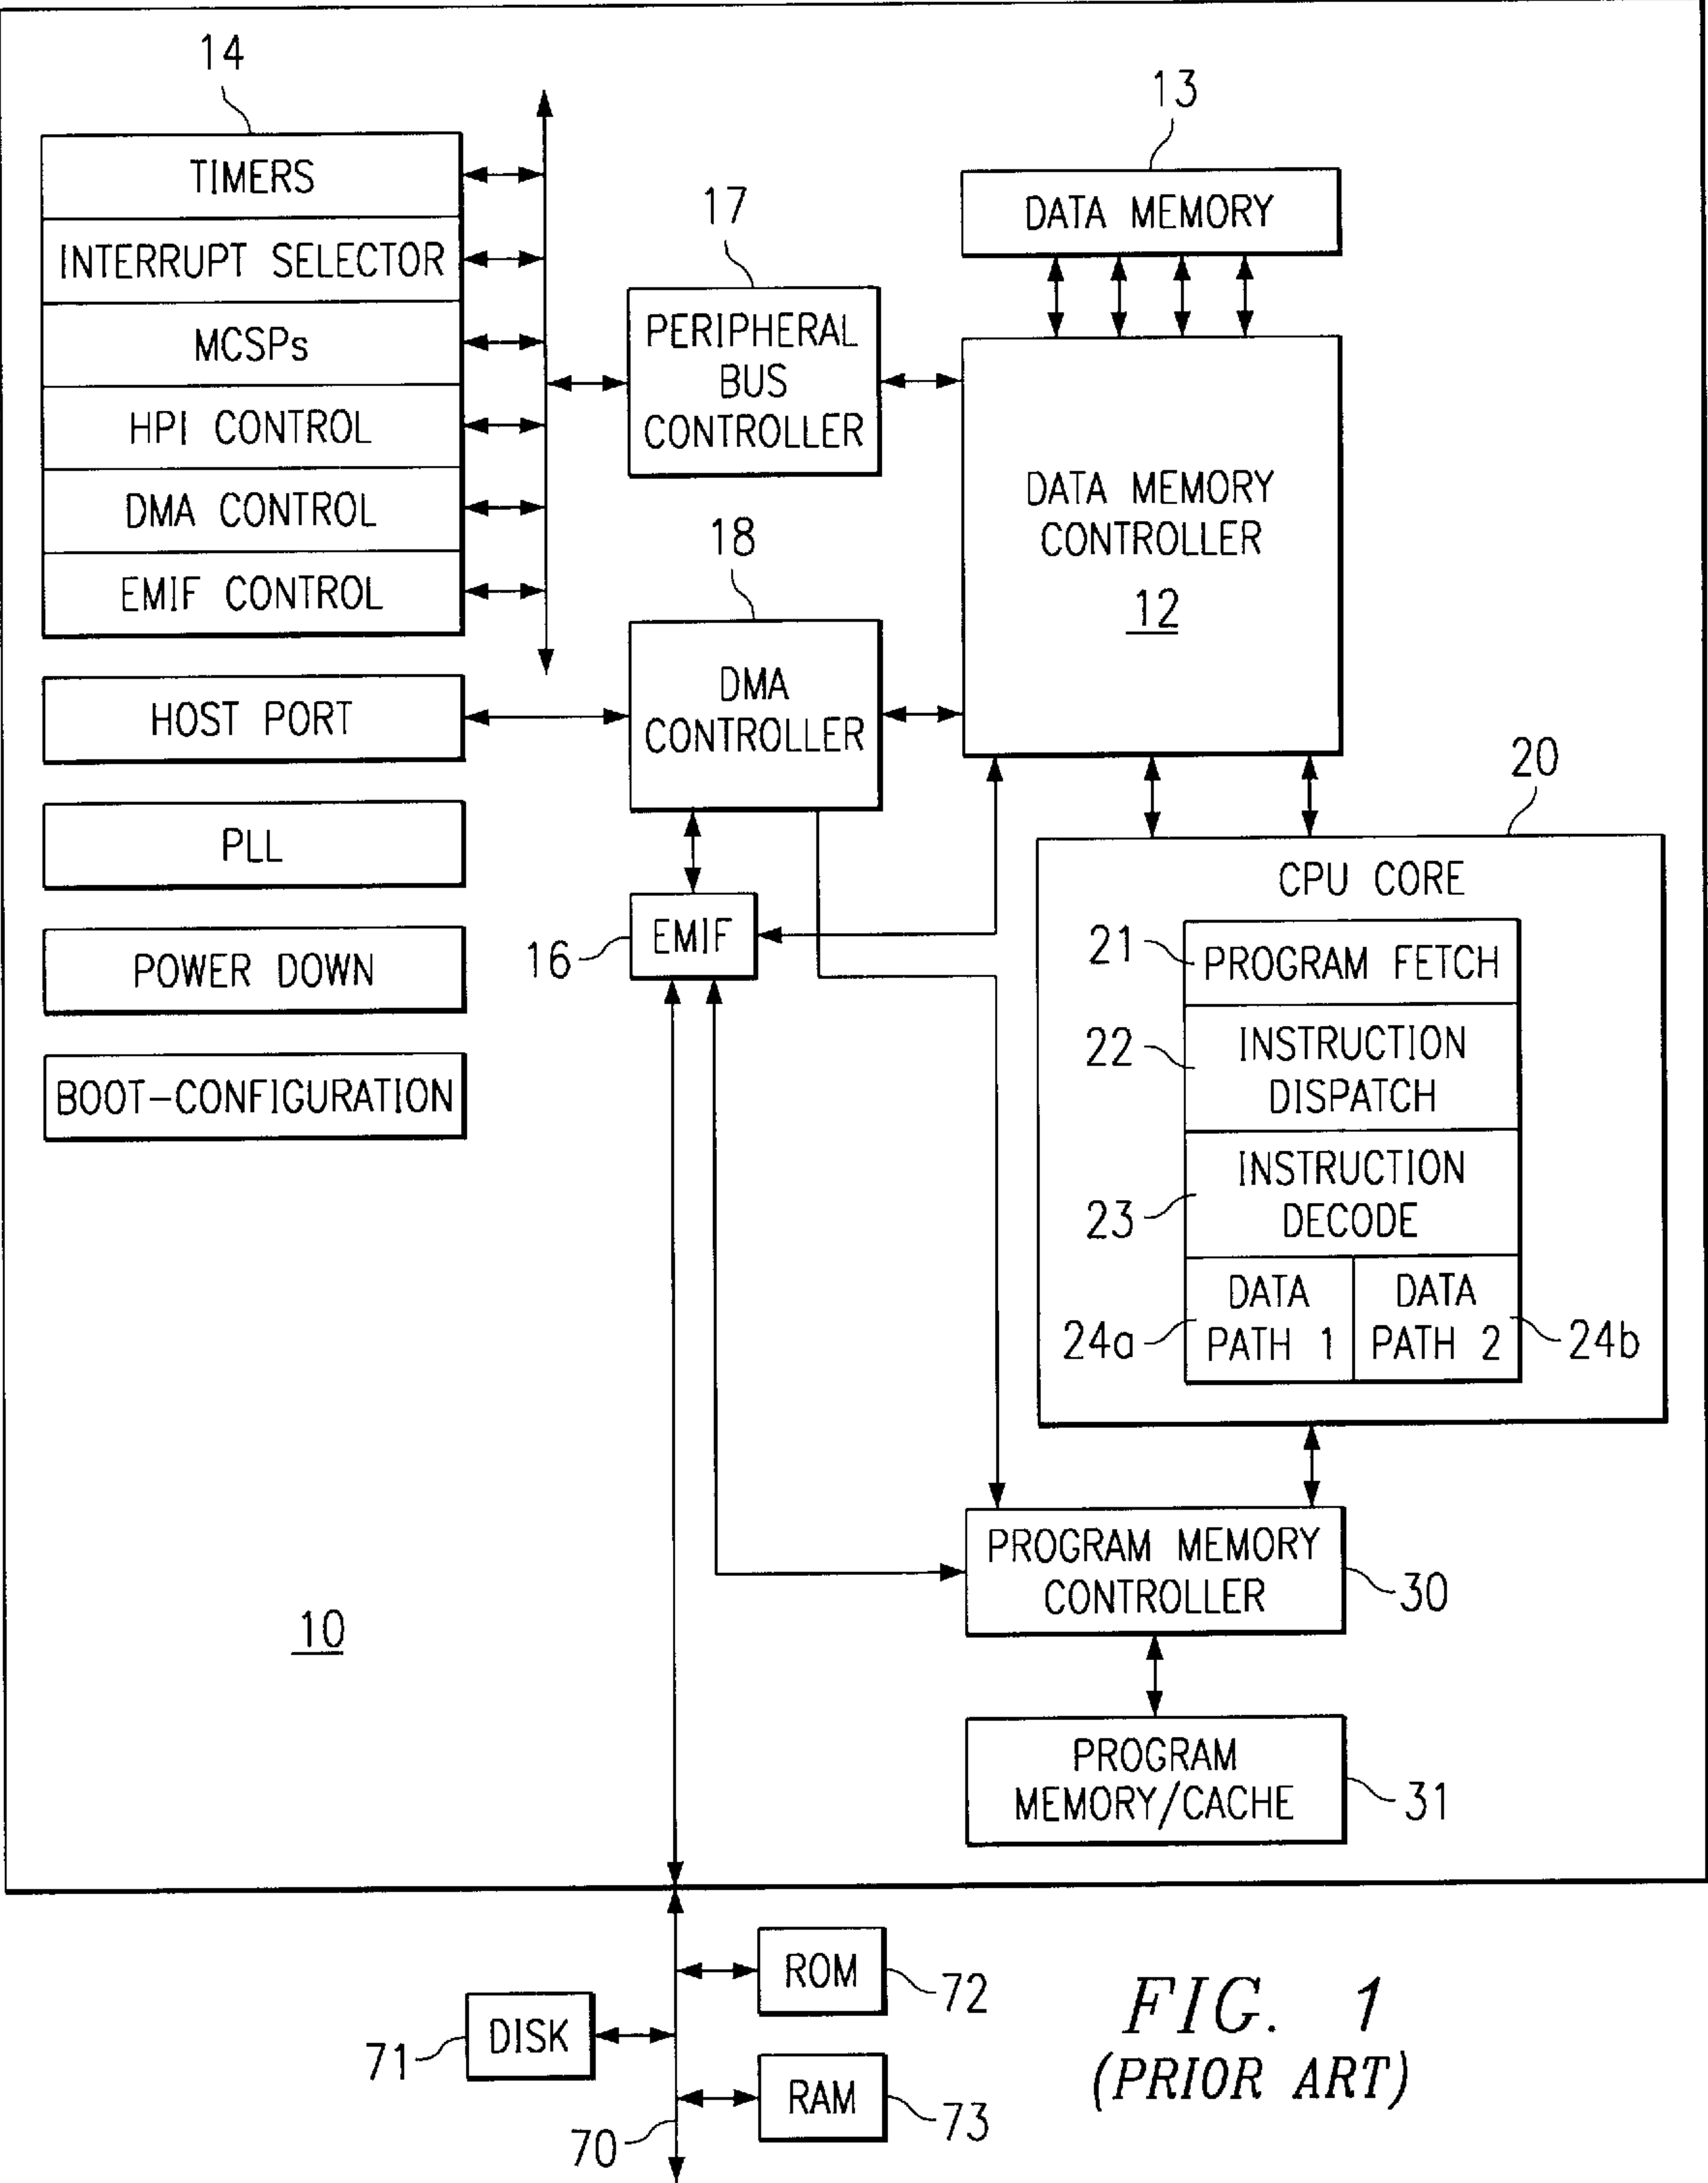 14
TIMERS
INTERRUPT SELECTOR
MCSPs
HPI CONTROL
DMA CONTROL
EMIF CONTROL
HOST PORT
PLL
POWER DOWN
BOOT-CONFIGURATION
17
PERIPHERAL
BUS
CONTROLLER
18
DMA
CONTROLLER
16
EMIF
13
DATA MEMORY
DATA MEMORY
CONTROLLER
12
20
CPU CORE
21
PROGRAM FETCH
22
INSTRUCTION
DISPATCH
23
INSTRUCTION
DECODE
24a
DATA
PATH 1
DATA
PATH 2
24b
PROGRAM MEMORY
CONTROLLER
30
PROGRAM
MEMORY/CACHE
31
10
ROM
72
71
DISK
RAM
73
70
FIG. 1
(PRIOR ART)